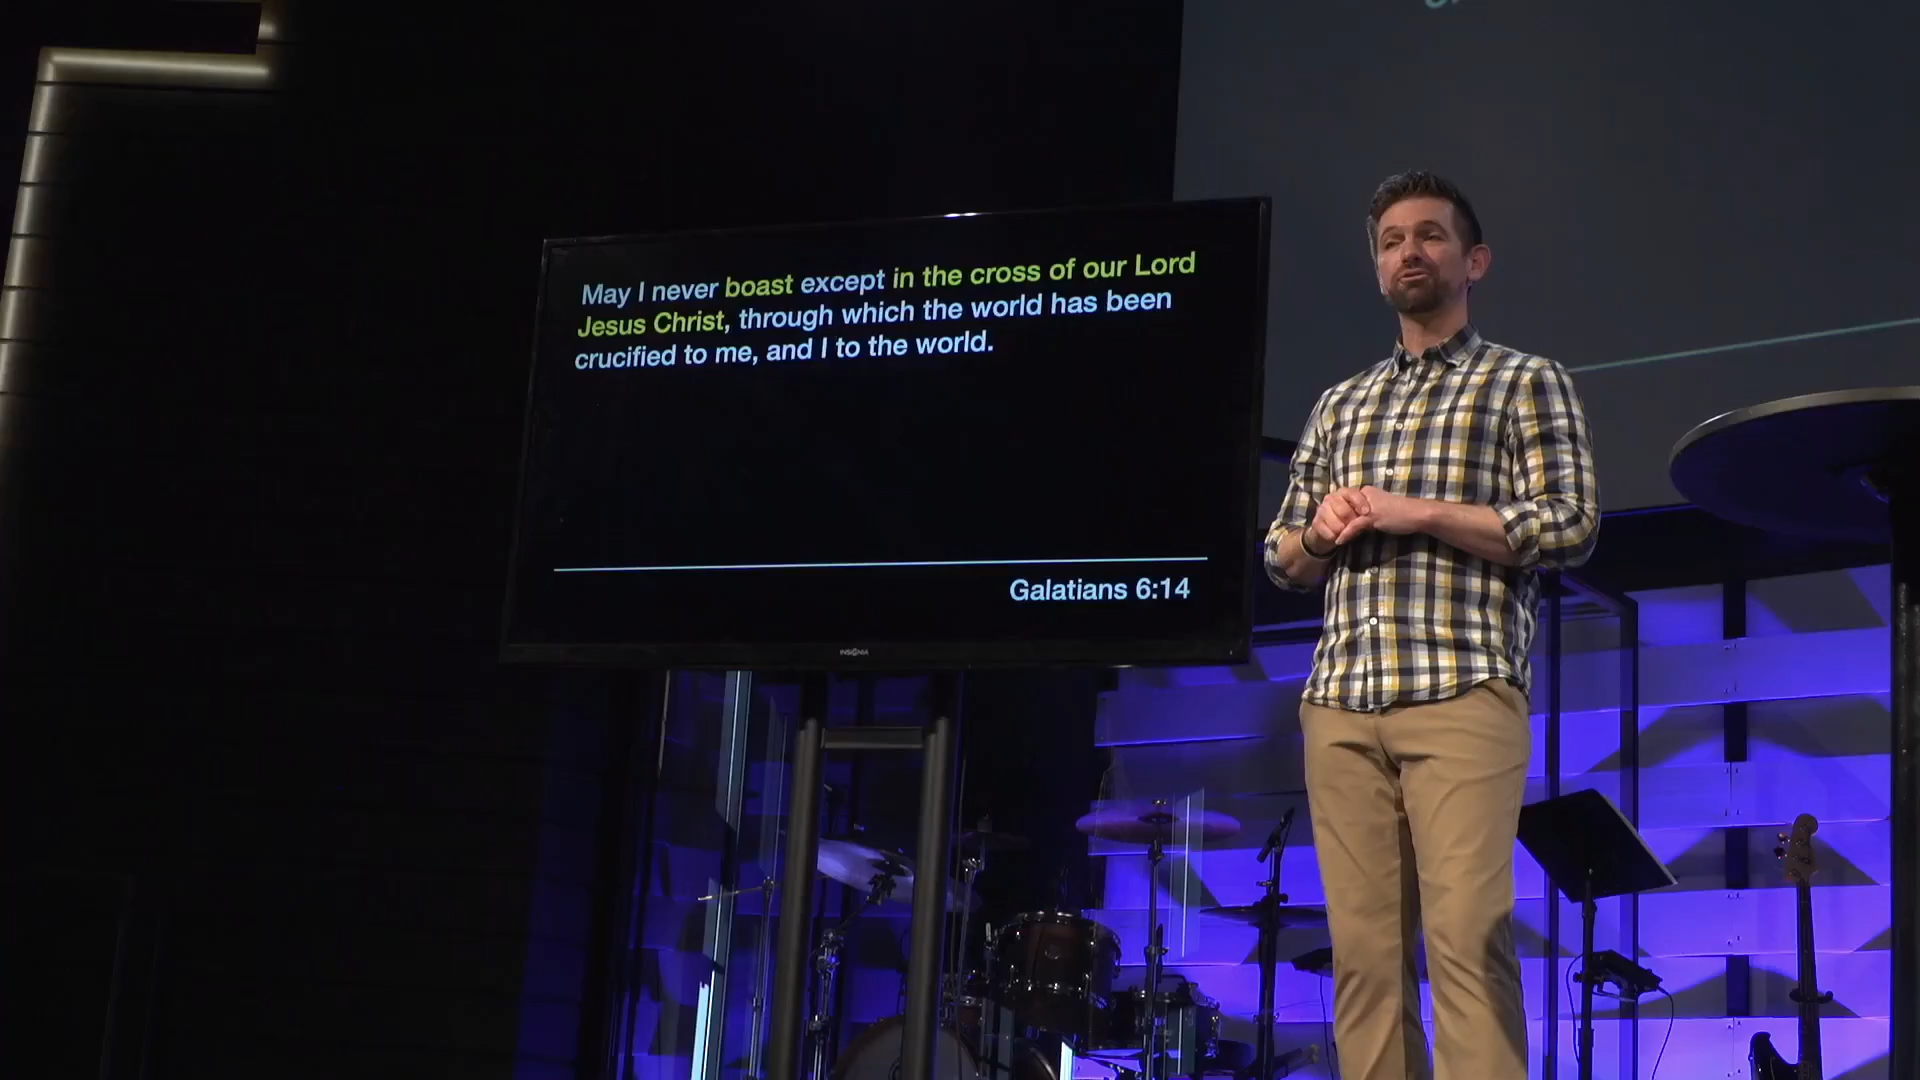 May I never boast except in the cross of our Lord
Jesus Christ, through which the world has been
crucified to me, and I to the world.
Galatians 6:14
INSIGNIA